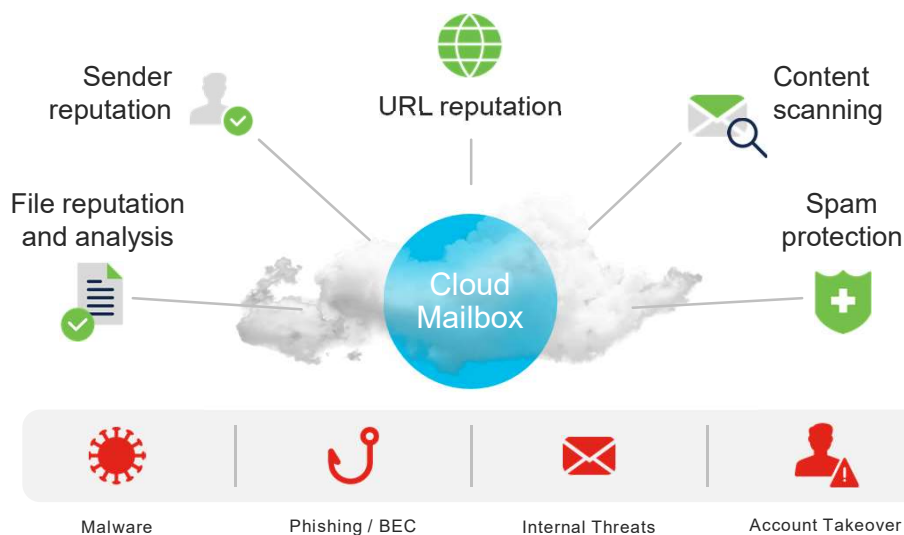 Sender
reputation
URL reputation
Content
scanning
File reputation
and analysis
Spam
protection
Cloud
Mailbox
Malware
Phishing / BEC
Internal Threats
Account Takeover